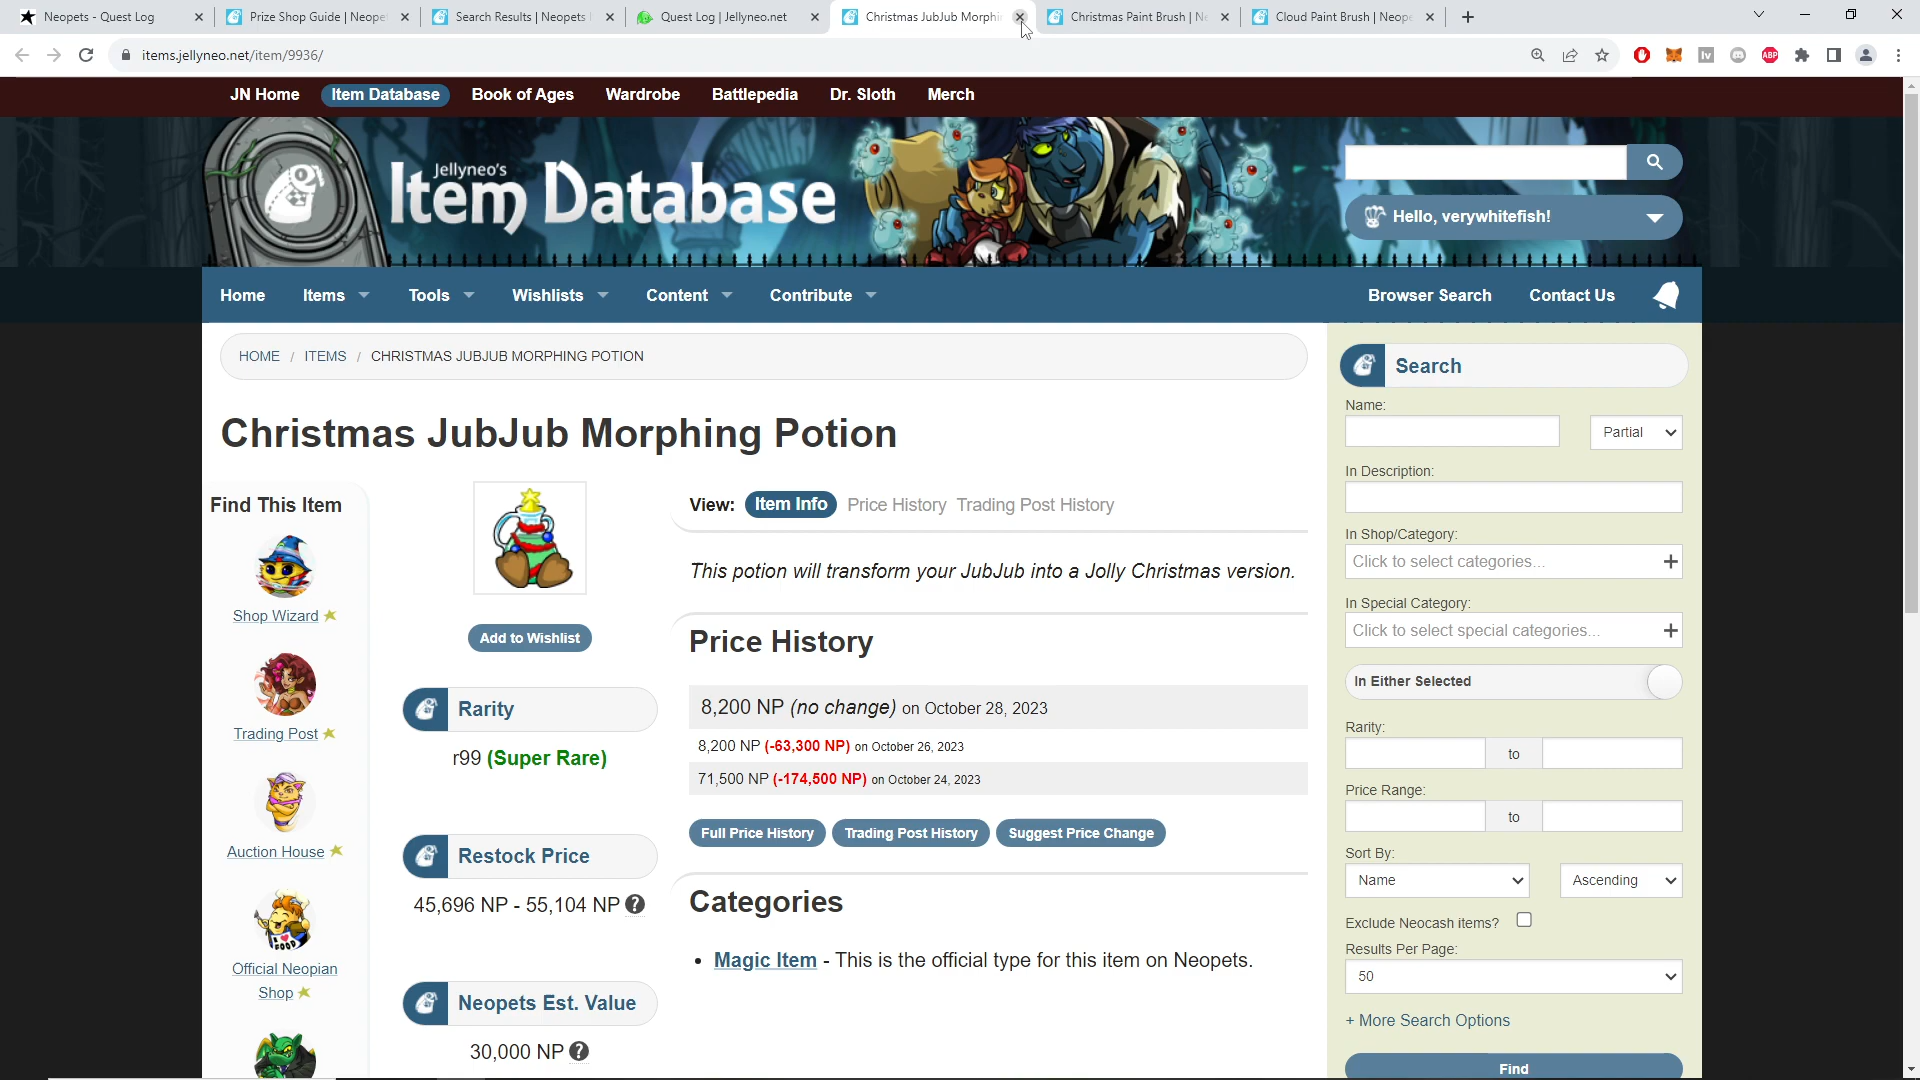 Neopets - Quest Log
Prize Shop Guide | Neope
Search Results | Neopets
Quest Log | Jellyneo.net
Christmas JubJub Morphi
Christmas Paint Brush | Ne
Cloud Paint Brush | Neope
items.jellyneo.net/item/9936/
JN Home Item Database Book of Ages Wardrobe Battlepedia Dr. Sloth Merch
Jellyneo's
Item Database
Hello, verywhitefish!
Home Items Tools Wishlists Content Contribute Browser Search Contact Us
HOME / ITEMS / CHRISTMAS JUBJUB MORPHING POTION
Christmas JubJub Morphing Potion
Find This Item
Shop Wizard
Trading Post
Auction House
I ♥ FOOD
Official Neopian
Shop
Add to Wishlist
Rarity
r99 (Super Rare)
Restock Price
45,696 NP - 55,104 NP ?
Neopets Est. Value
30,000 NP ?
View: Item Info Price History Trading Post History
This potion will transform your JubJub into a Jolly Christmas version.
Price History
8,200 NP (no change) on October 28, 2023
8,200 NP (-63,300 NP) on October 26, 2023
71,500 NP (-174,500 NP) on October 24, 2023
Full Price History Trading Post History Suggest Price Change
Categories
• Magic Item - This is the official type for this item on Neopets.
Search
Name:
Partial
In Description:
In Shop/Category:
Click to select categories... +
In Special Category:
Click to select special categories... +
In Either Selected
Rarity:
to
Price Range:
to
Sort By:
Name Ascending
Exclude Neocash items?
Results Per Page:
50
+ More Search Options
Find